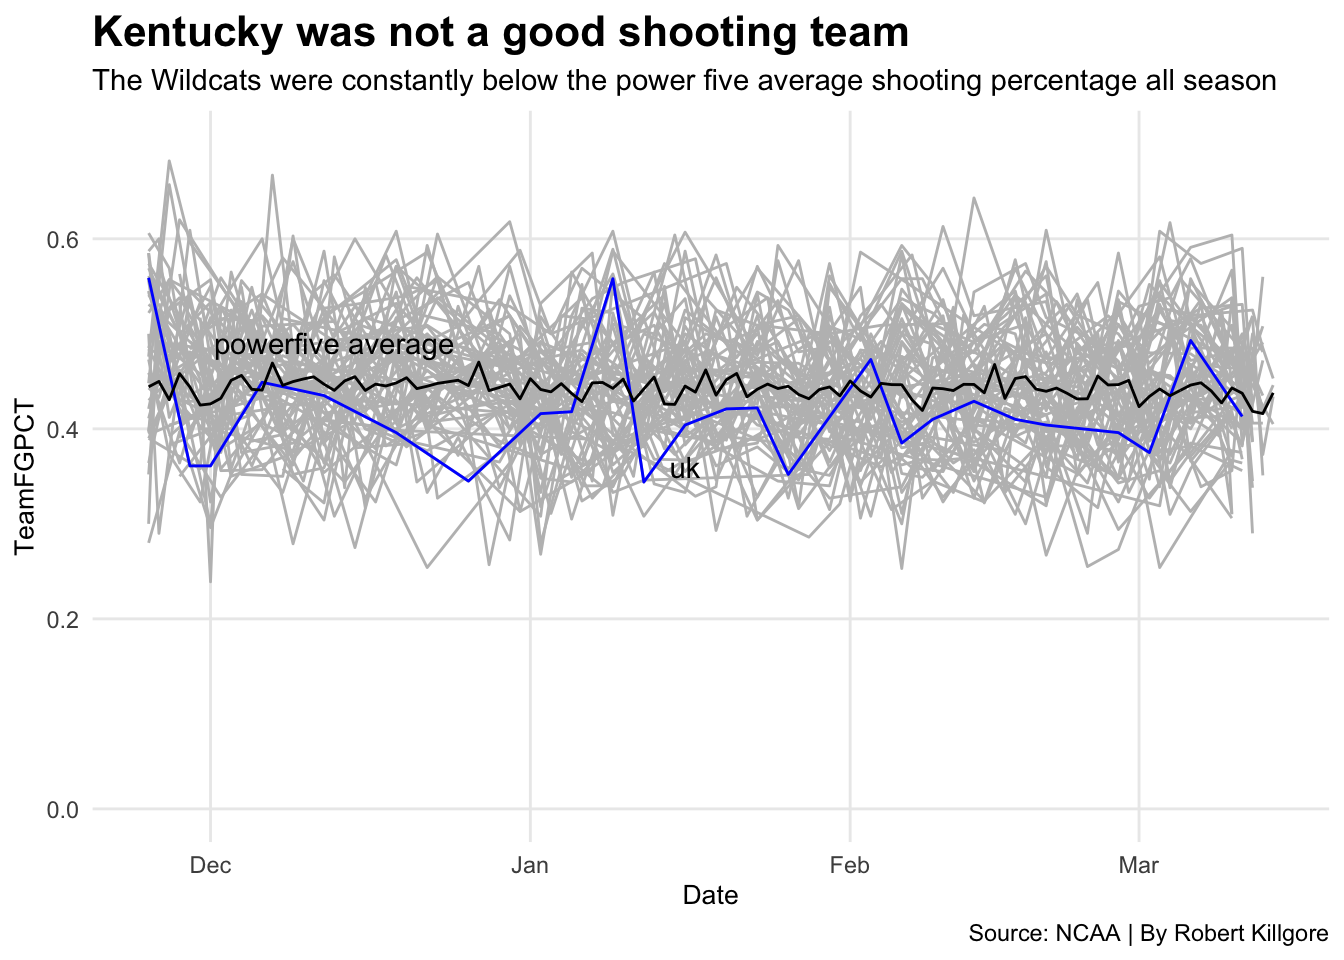 Kentucky was not a good shooting team
The Wildcats were constantly below the power five average shooting percentage all season
TeamFGPCT
0.6
0.4
0.2
0.0
powerfive average
uk
Dec
Jan
Feb
Mar
Date
Source: NCAA | By Robert Killgore